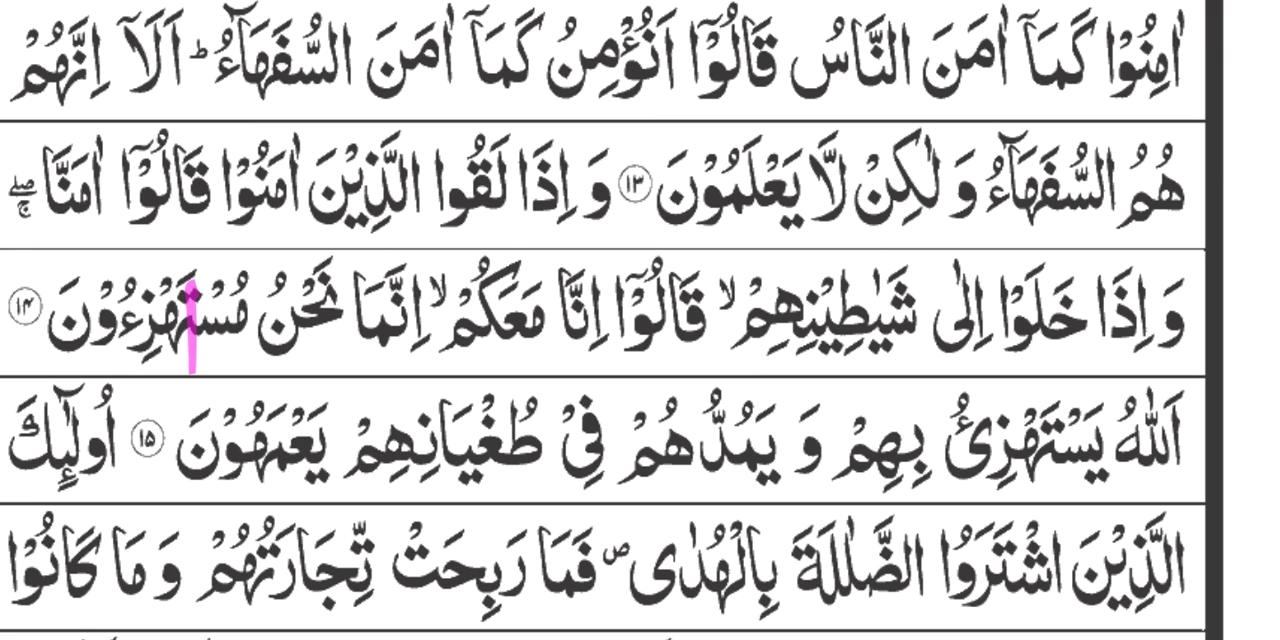 اٰمِنُوْا كَمَاۤ اٰمَنَ النَّاسُ قَالُوْۤا اَنُؤْمِنُ كَمَاۤ اٰمَنَ السُّفَهَآءُ ؕ اَلَاۤ اِنَّهُمْ
هُمُ السُّفَهَآءُ وَ لٰكِنْ لَّا يَعْلَمُوْنَ ۝۱۳ وَ اِذَا لَقُوا الَّذِيْنَ اٰمَنُوْا قَالُوْۤا اٰمَنَّا ۖۚ
وَ اِذَا خَلَوْا اِلٰى شَيٰطِيْنِهِمْ ۙ قَالُوْۤا اِنَّا مَعَكُمْ ۙ اِنَّمَا نَحْنُ مُسْتَهْزِءُوْنَ ۝۱۴
اَللّٰهُ يَسْتَهْزِئُ بِهِمْ وَ يَمُدُّهُمْ فِيْ طُغْيَانِهِمْ يَعْمَهُوْنَ ۝۱۵ اُولٰٓئِكَ
الَّذِيْنَ اشْتَرَوُا الضَّلٰلَةَ بِالْهُدٰى ۪ فَمَا رَبِحَتْ تِّجَارَتُهُمْ وَ مَا كَانُوْا